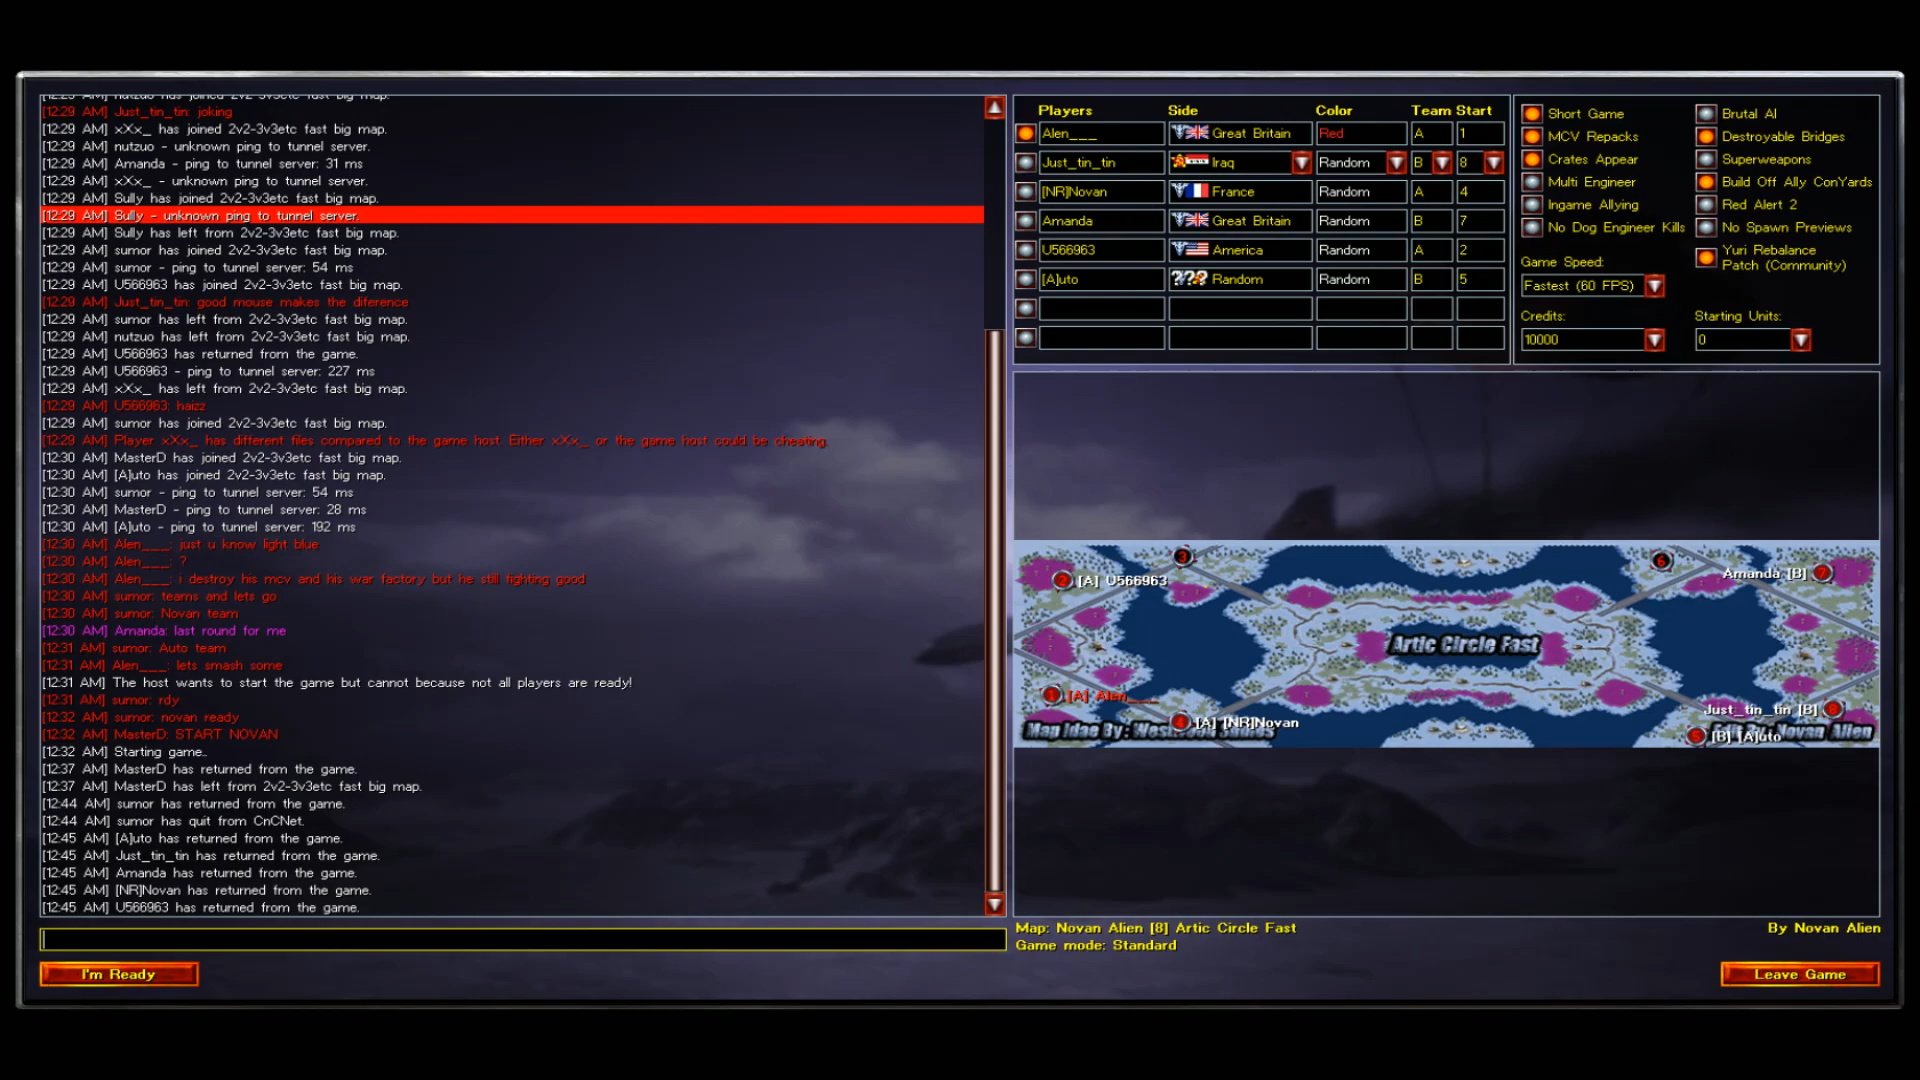 [12:29 AM] nutzuo has joined 2v2-3v3etc fast big map.
[12:29 AM] Just_tin_tin: joking
[12:29 AM] xXx_ has joined 2v2-3v3etc fast big map.
[12:29 AM] nutzuo - unknown ping to tunnel server.
[12:29 AM] Amanda - ping to tunnel server: 31 ms
[12:29 AM] xXx_ - unknown ping to tunnel server.
[12:29 AM] Sully has joined 2v2-3v3etc fast big map.
[12:29 AM] Sully - unknown ping to tunnel server.
[12:29 AM] Sully has left from 2v2-3v3etc fast big map.
[12:29 AM] sumor has joined 2v2-3v3etc fast big map.
[12:29 AM] sumor - ping to tunnel server: 54 ms
[12:29 AM] U566963 has joined 2v2-3v3etc fast big map.
[12:29 AM] Just_tin_tin: good mouse makes the diference
[12:29 AM] sumor has left from 2v2-3v3etc fast big map.
[12:29 AM] nutzuo has left from 2v2-3v3etc fast big map.
[12:29 AM] U566963 has returned from the game.
[12:29 AM] U566963 - ping to tunnel server: 227 ms
[12:29 AM] xXx_ has left from 2v2-3v3etc fast big map.
[12:29 AM] U566963: haizz
[12:29 AM] sumor has joined 2v2-3v3etc fast big map.
[12:29 AM] Player xXx_ has different files compared to the game host. Either xXx_ or the game host could be cheating.
[12:30 AM] MasterD has joined 2v2-3v3etc fast big map.
[12:30 AM] [A]uto has joined 2v2-3v3etc fast big map.
[12:30 AM] sumor - ping to tunnel server: 54 ms
[12:30 AM] MasterD - ping to tunnel server: 28 ms
[12:30 AM] [A]uto - ping to tunnel server: 192 ms
[12:30 AM] Alen___: just u know light blue
[12:30 AM] Alen___: ?
[12:30 AM] Alen___: i destroy his mcv and his war factory but he still fighting good
[12:30 AM] sumor: teams and lets go
[12:30 AM] sumor: Novan team
[12:30 AM] Amanda: last round for me
[12:31 AM] sumor: Auto team
[12:31 AM] Alen___: lets smash some
[12:31 AM] The host wants to start the game but cannot because not all players are ready!
[12:31 AM] sumor: rdy
[12:32 AM] sumor: novan ready
[12:32 AM] MasterD: START NOVAN
[12:32 AM] Starting game..
[12:37 AM] MasterD has returned from the game.
[12:37 AM] MasterD has left from 2v2-3v3etc fast big map.
[12:44 AM] sumor has returned from the game.
[12:44 AM] sumor has quit from CnCNet.
[12:45 AM] [A]uto has returned from the game.
[12:45 AM] Just_tin_tin has returned from the game.
[12:45 AM] Amanda has returned from the game.
[12:45 AM] [NR]Novan has returned from the game.
[12:45 AM] U566963 has returned from the game.
I'm Ready
Players Side Color Team Start
Alen___ Great Britain Red A 1
Just_tin_tin Iraq Random B 8
[NR]Novan France Random A 4
Amanda Great Britain Random B 7
U566963 America Random A 2
[A]uto ??? Random Random B 5
Short Game Brutal AI
MCV Repacks Destroyable Bridges
Crates Appear Superweapons
Multi Engineer Build Off Ally ConYards
Ingame Allying Red Alert 2
No Dog Engineer Kills No Spawn Previews
Yuri Rebalance
Patch (Community)
Game Speed:
Fastest (60 FPS)
Credits: Starting Units:
10000 0
3 6
2 [A] U566963 Amanda [B] 7
Artic Circle Fast
1 [A] Alen___ Just_tin_tin [B] 8
4 [A] [NR]Novan
Map Idae By: 5 [B] [A]uto Novan Alien
Map: Novan Alien [8] Artic Circle Fast By Novan Alien
Game mode: Standard
Leave Game